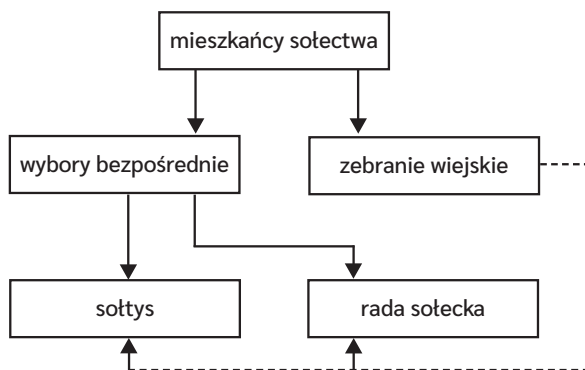 mieszkańcy sołectwa
wybory bezpośrednie
zebranie wiejskie
sołtys
rada sołecka